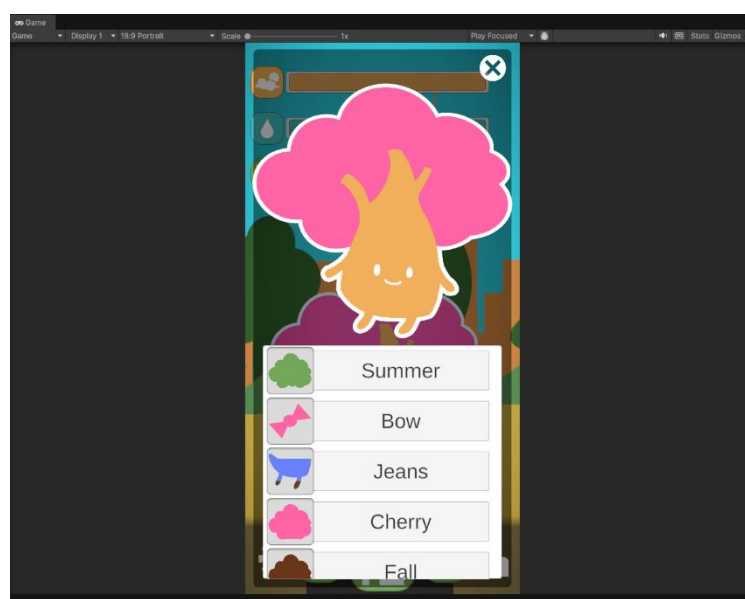 Game
Game Display 1 18:9 Portrait Scale 1x Play Focused Stats Gizmos
Summer
Bow
Jeans
Cherry
Fall